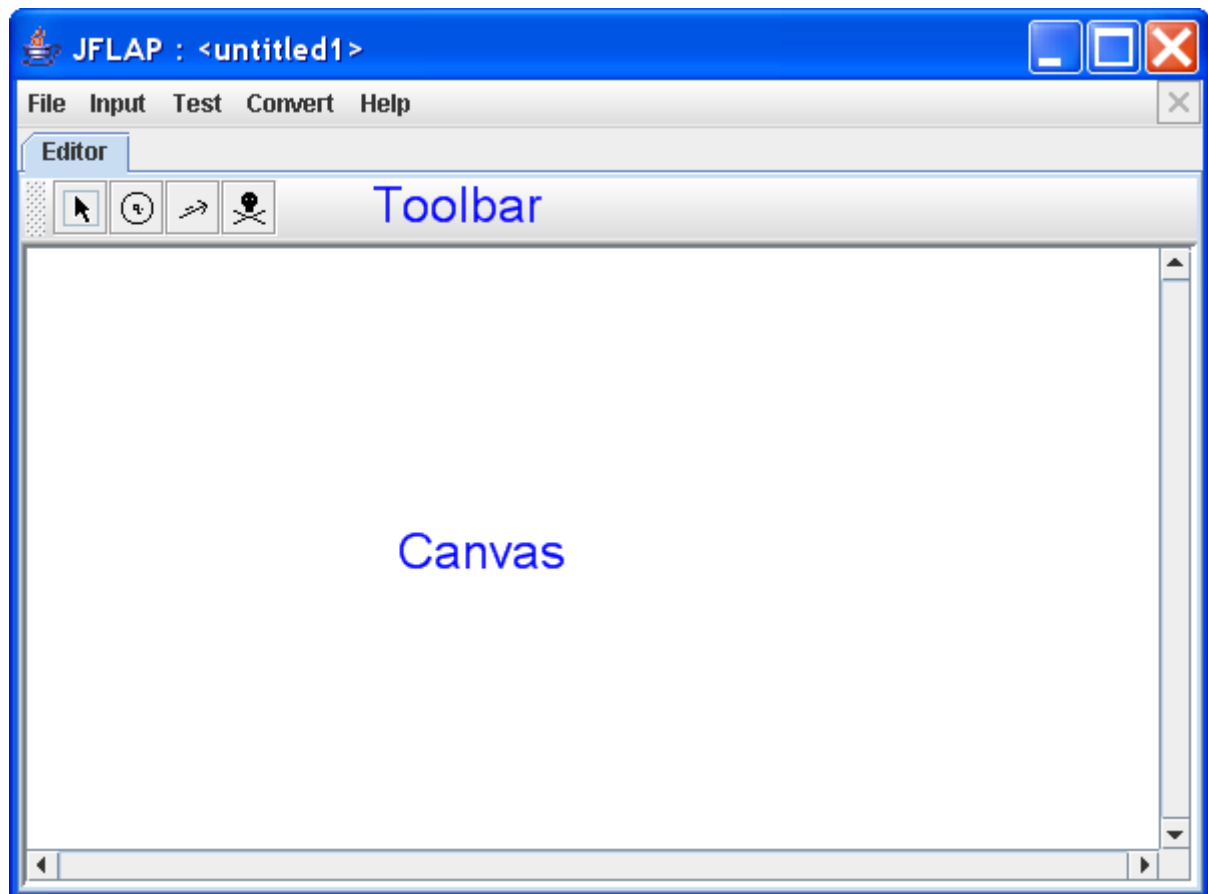 JFLAP : <untitled1>
File Input Test Convert Help
Editor
q Toolbar
Canvas